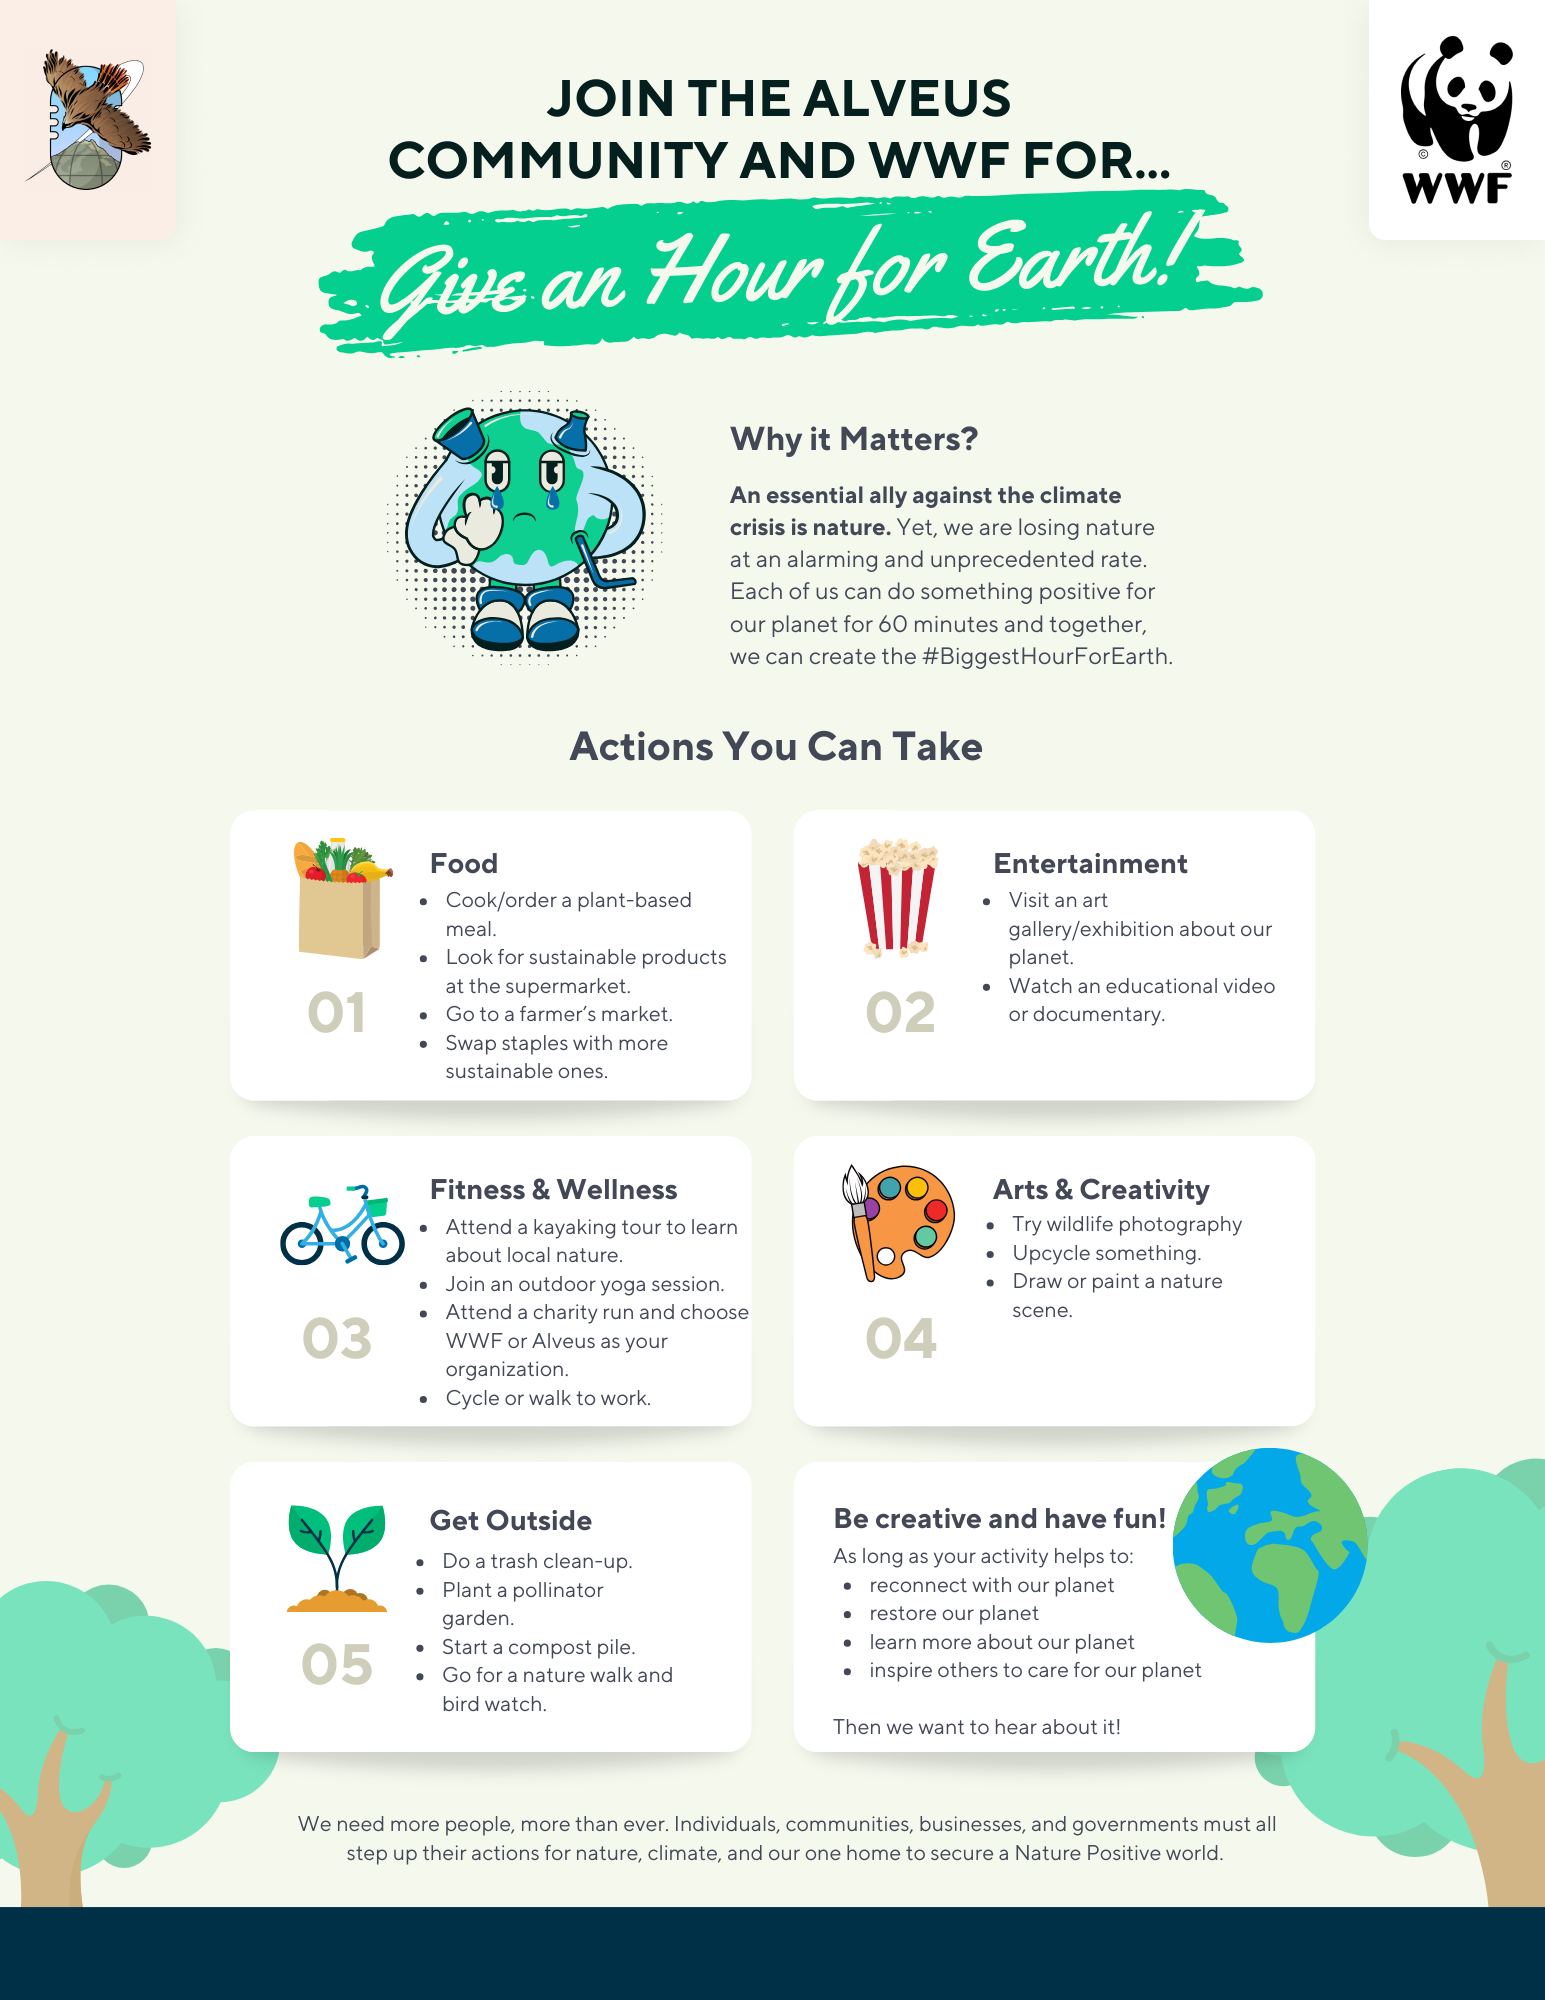 JOIN THE ALVEUS
COMMUNITY AND WWF FOR...
Give an Hour for Earth!
©
®
WWF
Why it Matters?
An essential ally against the climate
crisis is nature. Yet, we are losing nature
at an alarming and unprecedented rate.
Each of us can do something positive for
our planet for 60 minutes and together,
we can create the #BiggestHourForEarth.
Actions You Can Take
01
Food
• Cook/order a plant-based
meal.
• Look for sustainable products
at the supermarket.
• Go to a farmer’s market.
• Swap staples with more
sustainable ones.
02
Entertainment
• Visit an art
gallery/exhibition about our
planet.
• Watch an educational video
or documentary.
03
Fitness & Wellness
• Attend a kayaking tour to learn
about local nature.
• Join an outdoor yoga session.
• Attend a charity run and choose
WWF or Alveus as your
organization.
• Cycle or walk to work.
04
Arts & Creativity
• Try wildlife photography
• Upcycle something.
• Draw or paint a nature
scene.
05
Get Outside
• Do a trash clean-up.
• Plant a pollinator
garden.
• Start a compost pile.
• Go for a nature walk and
bird watch.
Be creative and have fun!
As long as your activity helps to:
• reconnect with our planet
• restore our planet
• learn more about our planet
• inspire others to care for our planet
Then we want to hear about it!
We need more people, more than ever. Individuals, communities, businesses, and governments must all
step up their actions for nature, climate, and our one home to secure a Nature Positive world.